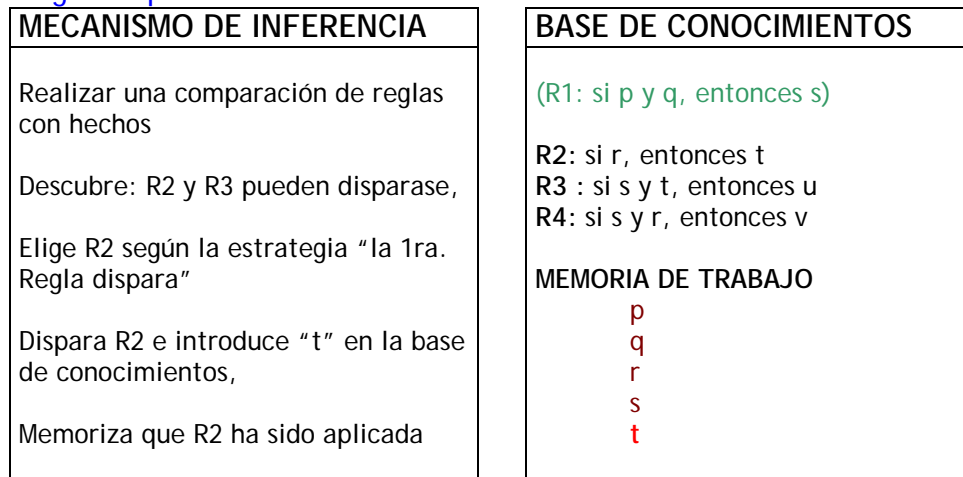 MECANISMO DE INFERENCIA
Realizar una comparación de reglas
con hechos
Descubre: R2 y R3 pueden disparase,
Elige R2 según la estrategia “la 1ra.
Regla dispara”
Dispara R2 e introduce “t” en la base
de conocimientos,
Memoriza que R2 ha sido aplicada
BASE DE CONOCIMIENTOS
(R1: si p y q, entonces s)
R2: si r, entonces t
R3 : si s y t, entonces u
R4: si s y r, entonces v
MEMORIA DE TRABAJO
p
q
r
s
t